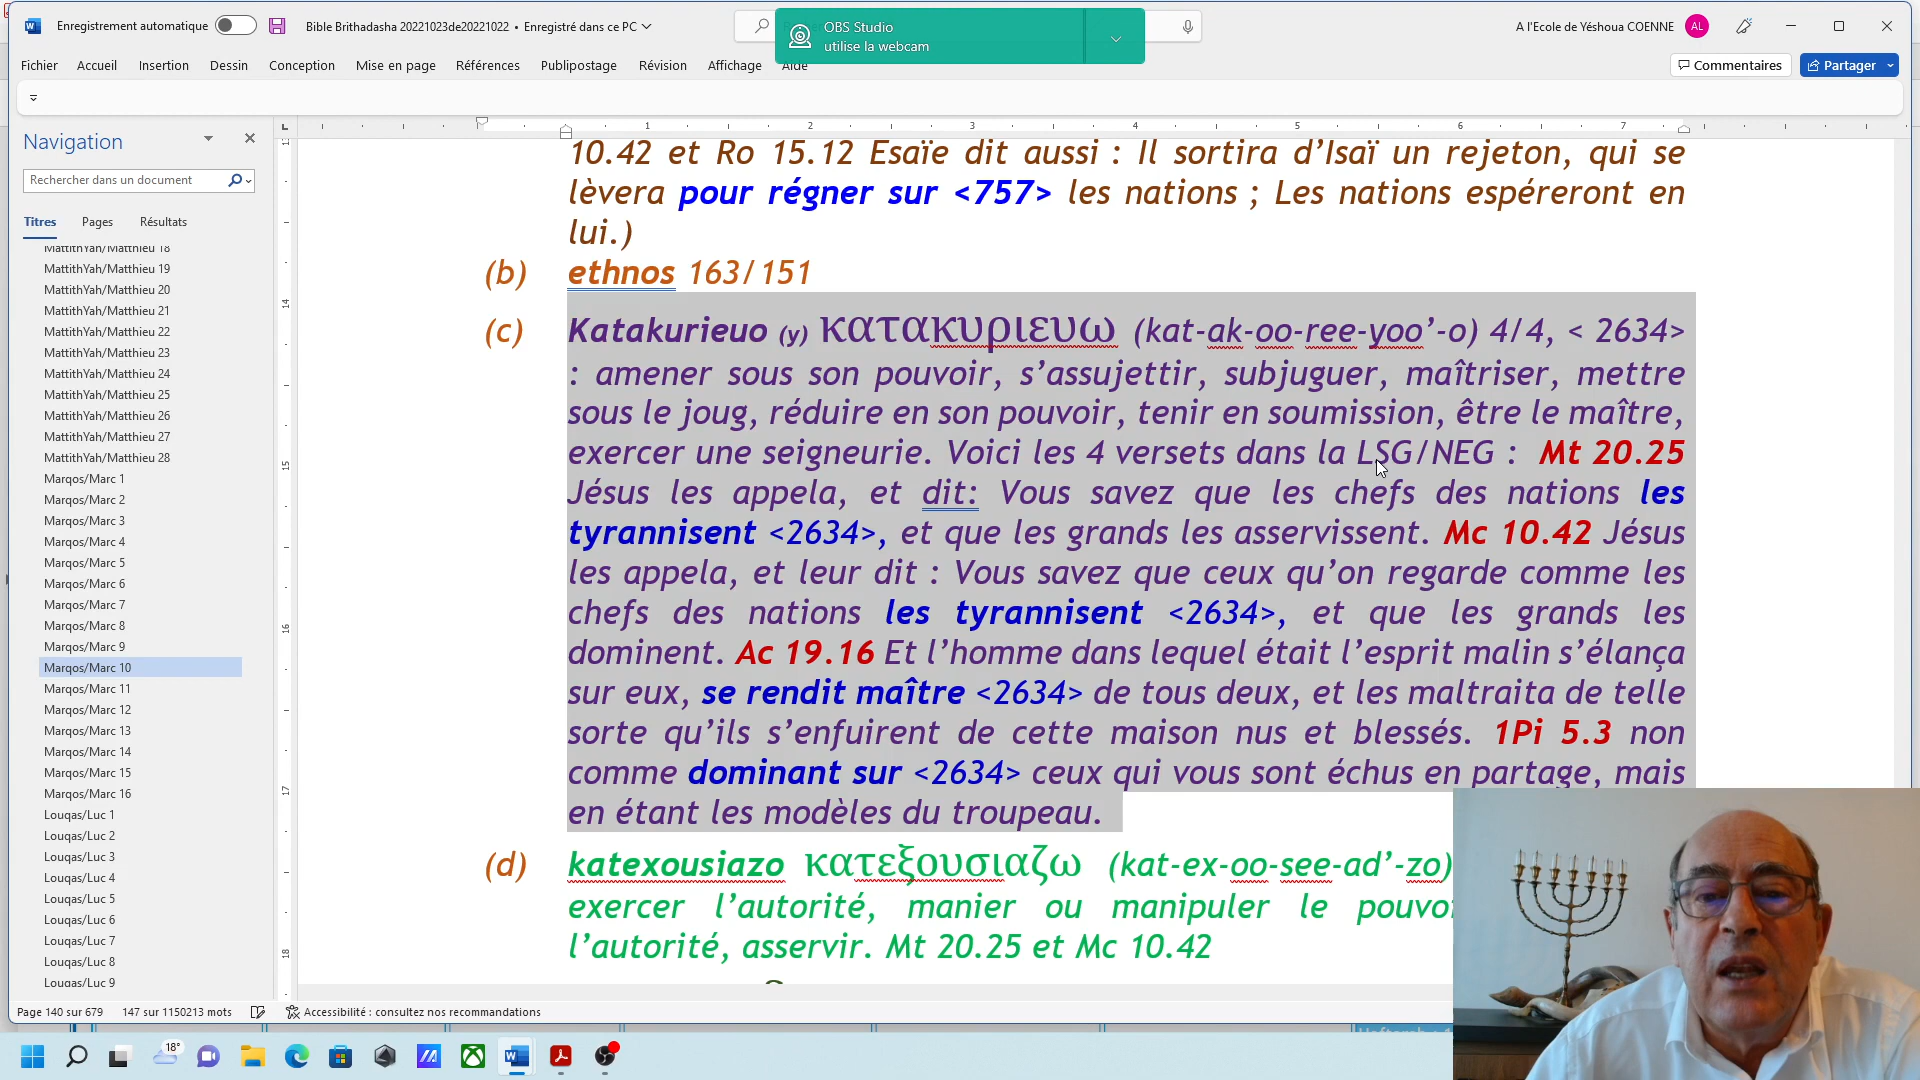 Enregistrement automatique
Bible Brithadasha 20221023de20221022 • Enregistré dans ce PC
OBS Studio
utilise la webcam
A l'Ecole de Yéshoua COENNE
AL
Fichier Accueil Insertion Dessin Conception Mise en page Références Publipostage Révision Affichage Aide
Commentaires
Partager
Navigation
Rechercher dans un document
Titres Pages Résultats
MattithYah/Matthieu 18
MattithYah/Matthieu 19
MattithYah/Matthieu 20
MattithYah/Matthieu 21
MattithYah/Matthieu 22
MattithYah/Matthieu 23
MattithYah/Matthieu 24
MattithYah/Matthieu 25
MattithYah/Matthieu 26
MattithYah/Matthieu 27
MattithYah/Matthieu 28
Marqos/Marc 1
Marqos/Marc 2
Marqos/Marc 3
Marqos/Marc 4
Marqos/Marc 5
Marqos/Marc 6
Marqos/Marc 7
Marqos/Marc 8
Marqos/Marc 9
Marqos/Marc 10
Marqos/Marc 11
Marqos/Marc 12
Marqos/Marc 13
Marqos/Marc 14
Marqos/Marc 15
Marqos/Marc 16
Louqas/Luc 1
Louqas/Luc 2
Louqas/Luc 3
Louqas/Luc 4
Louqas/Luc 5
Louqas/Luc 6
Louqas/Luc 7
Louqas/Luc 8
Louqas/Luc 9
1 2 3 4 5 6 7
14
15
16
17
18
10.42 et Ro 15.12 Esaïe dit aussi : Il sortira d’Isaï un rejeton, qui se
lèvera pour régner sur <757> les nations ; Les nations espéreront en
lui.)
(b) ethnos 163/151
(c) Katakurieuo (y) κατακυριευω (kat-ak-oo-ree-yoo’-o) 4/4, < 2634>
: amener sous son pouvoir, s’assujettir, subjuguer, maîtriser, mettre
sous le joug, réduire en son pouvoir, tenir en soumission, être le maître,
exercer une seigneurie. Voici les 4 versets dans la LSG/NEG : Mt 20.25
Jésus les appela, et dit: Vous savez que les chefs des nations les
tyrannisent <2634>, et que les grands les asservissent. Mc 10.42 Jésus
les appela, et leur dit : Vous savez que ceux qu’on regarde comme les
chefs des nations les tyrannisent <2634>, et que les grands les
dominent. Ac 19.16 Et l’homme dans lequel était l’esprit malin s’élança
sur eux, se rendit maître <2634> de tous deux, et les maltraita de telle
sorte qu’ils s’enfuirent de cette maison nus et blessés. 1Pi 5.3 non
comme dominant sur <2634> ceux qui vous sont échus en partage, mais
en étant les modèles du troupeau.
(d) katexousiazo κατεξουσιαζω (kat-ex-oo-see-ad’-zo)
exercer l’autorité, manier ou manipuler le pouvoi
l’autorité, asservir. Mt 20.25 et Mc 10.42
Page 140 sur 679 147 sur 1150213 mots Accessibilité : consultez nos recommandations
18°